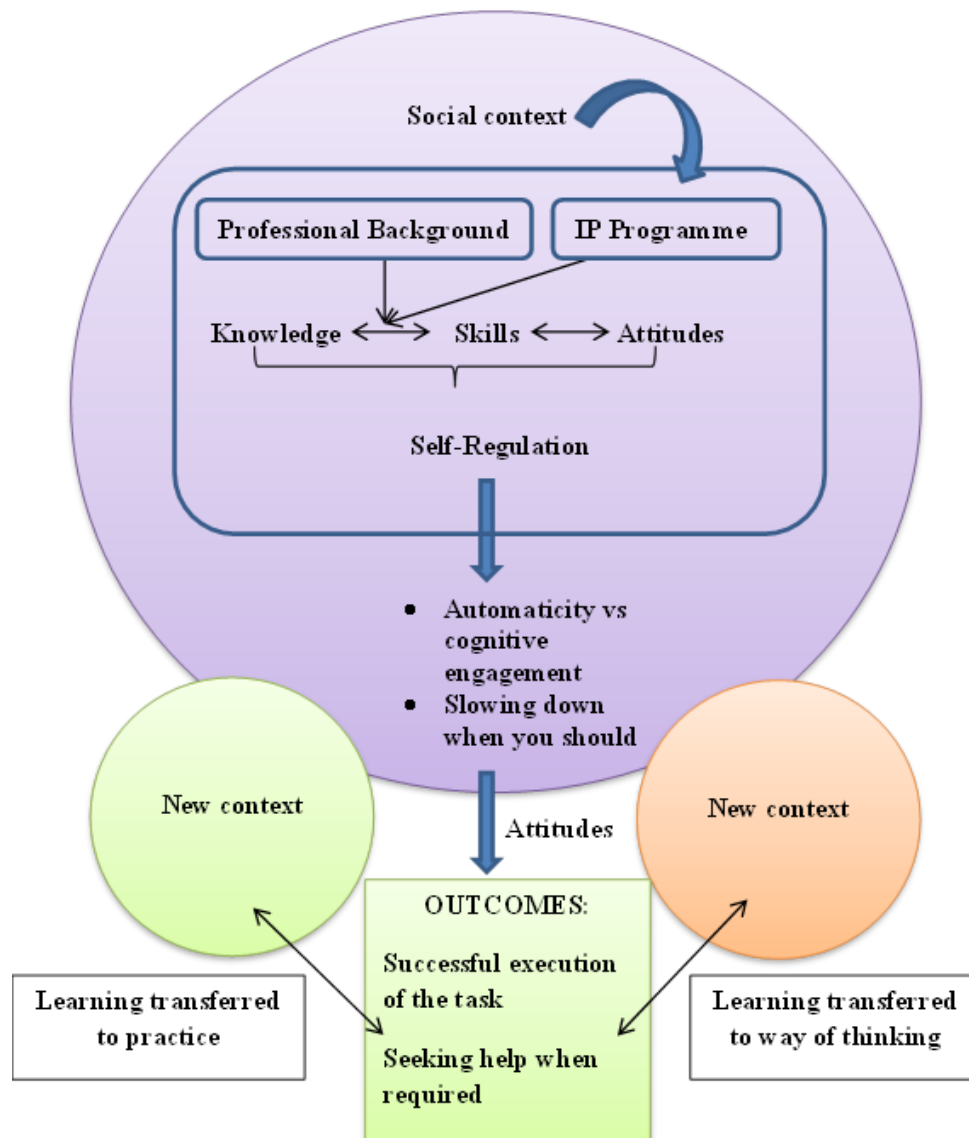 Social context
Professional Background
IP Programme
Knowledge
Skills
Attitudes
Self-Regulation
• Automaticity vs
cognitive
engagement
• Slowing down
when you should
New context
New context
Attitudes
OUTCOMES:
Successful execution
of the task
Seeking help when
required
Learning transferred
to practice
Learning transferred
to way of thinking